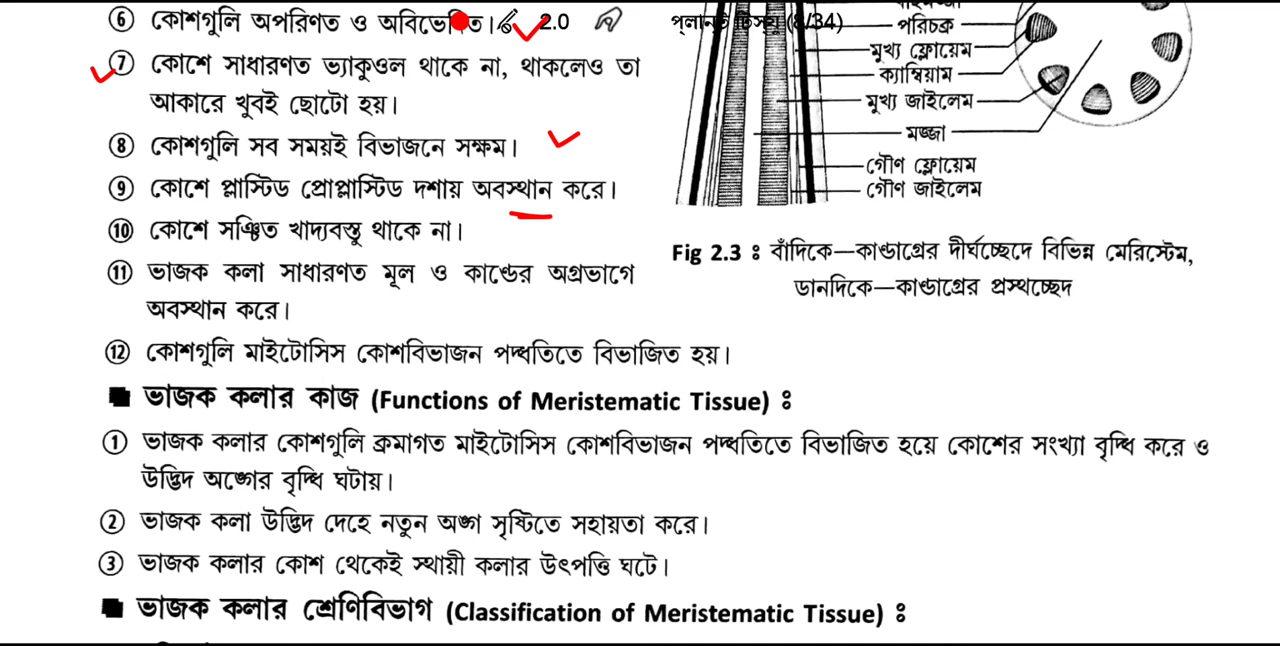 ⑥ কোশগুলি অপরিণত ও
2.0
প্লান্ট টিস্যু (8/34)
পরিচক্র
মুখ্য ফ্লোয়েম
ক্যাম্বিয়াম
মুখ্য জাইলেম
মজ্জা
গৌণ ফ্লোয়েম
গৌণ জাইলেম
⑦ কোশে সাধারণত ভ্যাকুওল থাকে না, থাকলেও তা
আকারে খুবই ছোটো হয়।
⑧ কোশগুলি সব সময়ই বিভাজনে সক্ষম।
⑨ কোশে প্লাস্টিড প্রোপ্লাস্টিড দশায় অবস্থান করে।
⑩ কোশে সঞ্চিত খাদ্যবস্তু থাকে না।
⑪ ভাজক কলা সাধারণত মূল ও কাণ্ডের অগ্রভাগে
অবস্থান করে।
Fig 2.3 ঃ বাঁদিকে—কাণ্ডাগ্রের দীর্ঘচ্ছেদে বিভিন্ন মেরিস্টেম,
ডানদিকে—কাণ্ডাগ্রের প্রস্থচ্ছেদ
⑫ কোশগুলি মাইটোসিস কোশবিভাজন পদ্ধতিতে বিভাজিত হয়।
■ ভাজক কলার কাজ (Functions of Meristematic Tissue) ঃ
① ভাজক কলার কোশগুলি ক্রমাগত মাইটোসিস কোশবিভাজন পদ্ধতিতে বিভাজিত হয়ে কোশের সংখ্যা বৃদ্ধি করে ও
উদ্ভিদ অঙ্গের বৃদ্ধি ঘটায়।
② ভাজক কলা উদ্ভিদ দেহে নতুন অঙ্গ সৃষ্টিতে সহায়তা করে।
③ ভাজক কলার কোশ থেকেই স্থায়ী কলার উৎপত্তি ঘটে।
■ ভাজক কলার শ্রেণিবিভাগ (Classification of Meristematic Tissue) ঃ